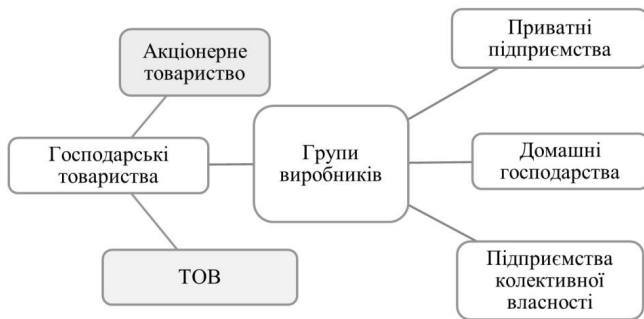 Акціонерне
товариство
Господарські
товариства
ТОВ
Групи
виробників
Приватні
підприємства
Домашні
господарства
Підприємства
колективної
власності